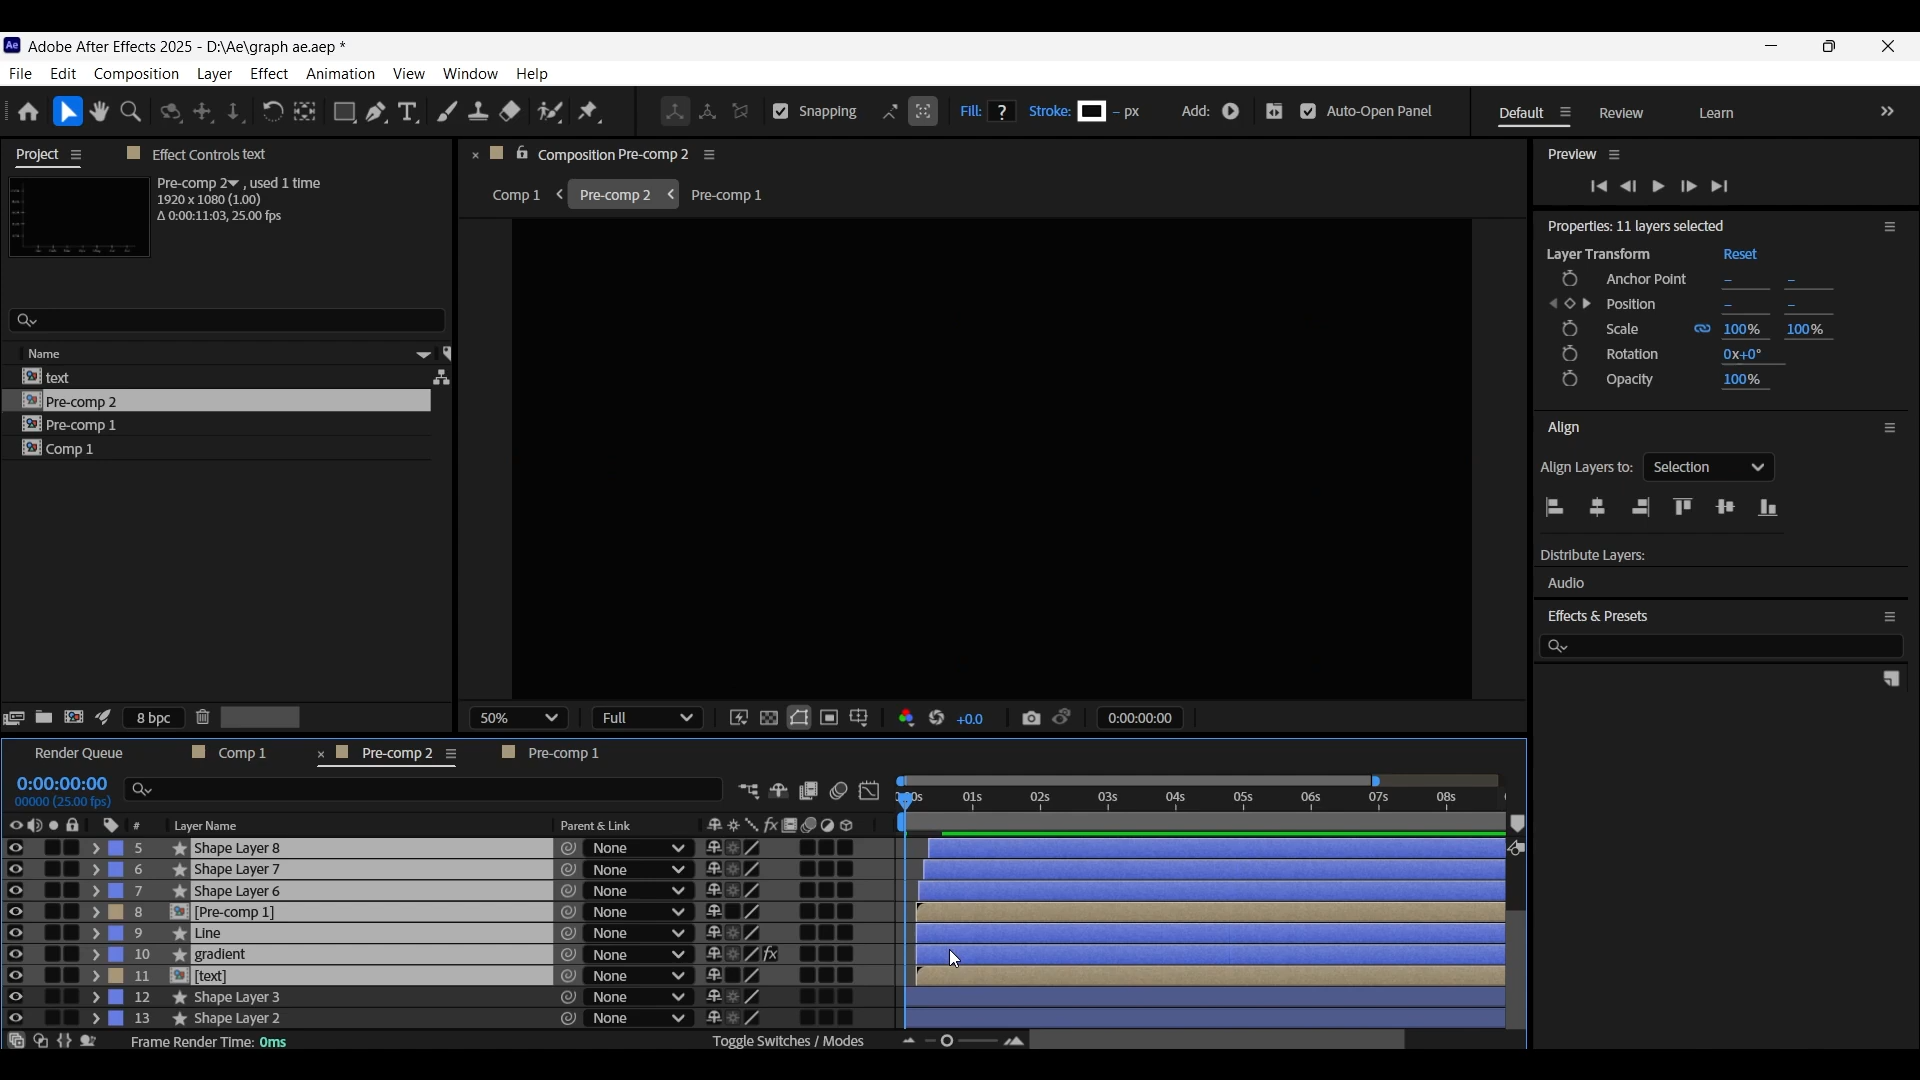 Ae Adobe After Effects 2025 - D:\Ae\graph ae.aep *
File Edit Composition Layer Effect Animation View Window Help
Snapping Fill: ? Stroke: – px Add: Auto-Open Panel Default Review Learn
Project Effect Controls text
Pre-comp 2 , used 1 time
1920 x 1080 (1.00)
Δ 0:00:11:03, 25.00 fps
Name
text
Pre-comp 2
Pre-comp 1
Comp 1
8 bpc
Composition Pre-comp 2
Comp 1 Pre-comp 2 Pre-comp 1
50% Full +0.0 0:00:00:00
Preview
Properties: 11 layers selected
Layer Transform Reset
Anchor Point – –
Position – –
Scale 100% 100%
Rotation 0x+0°
Opacity 100%
Align
Align Layers to: Selection
Distribute Layers:
Audio
Effects & Presets
Render Queue Comp 1 Pre-comp 2 Pre-comp 1
0:00:00:00
00000 (25.00 fps)
01s 02s 03s 04s 05s 06s 07s 08s
# Layer Name Parent & Link fx
5 Shape Layer 8 None
6 Shape Layer 7 None
7 Shape Layer 6 None
8 [Pre-comp 1] None
9 Line None
10 gradient None fx
11 [text] None
12 Shape Layer 3 None
13 Shape Layer 2 None
Frame Render Time: 0ms Toggle Switches / Modes